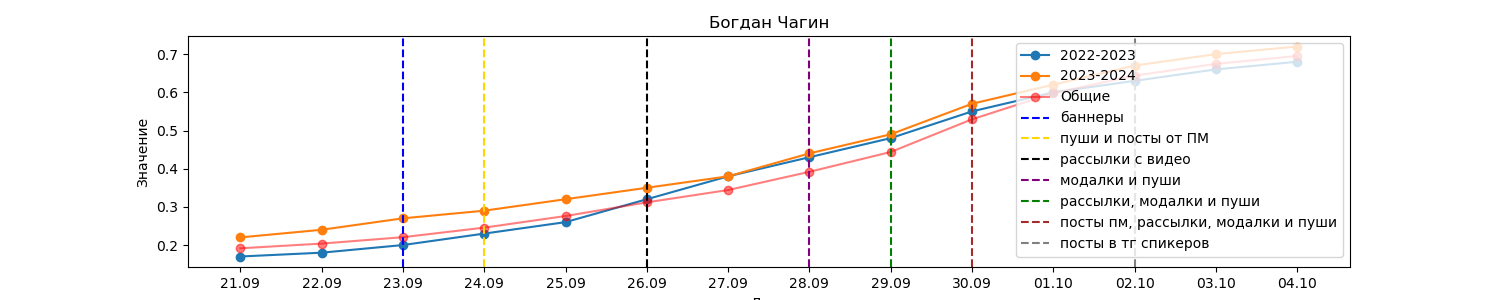 Богдан Чагин
Значение
0.7
0.6
0.5
0.4
0.3
0.2
2022-2023
2023-2024
Общие
баннеры
пуши и посты от ПМ
рассылки с видео
модалки и пуши
рассылки, модалки и пуши
посты пм, рассылки, модалки и пуши
посты в тг спикеров
21.09 22.09 23.09 24.09 25.09 26.09 27.09 28.09 29.09 30.09 01.10 02.10 03.10 04.10